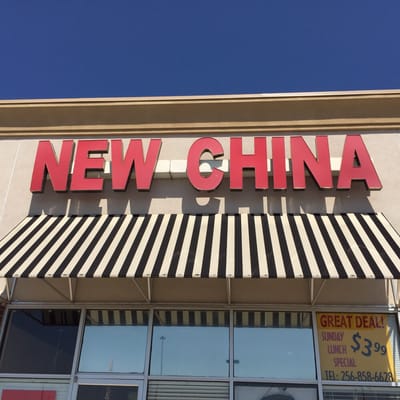 NEW CHINA
GREAT DEAL!
SUNDAY
LUNCH $3.99
SPECIAL
TEL: 256-858-6628